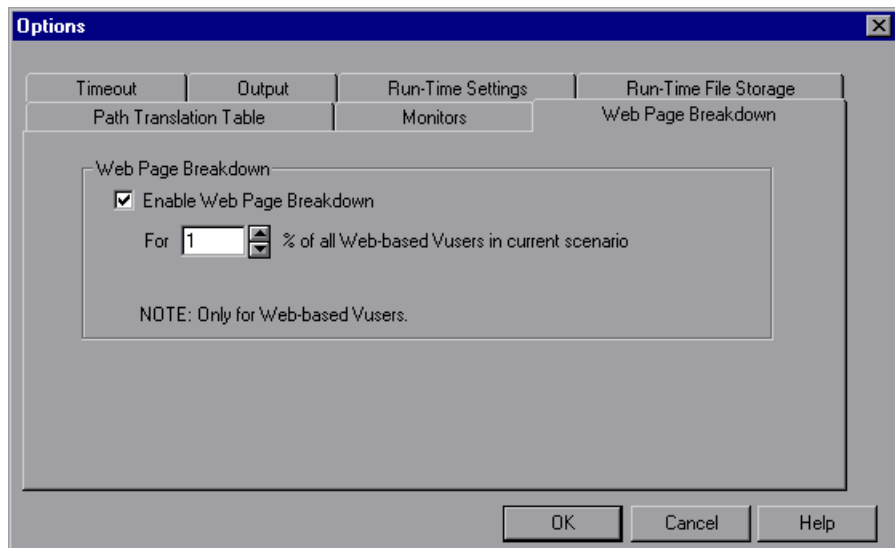 Options
Timeout Output Run-Time Settings Run-Time File Storage
Path Translation Table Monitors Web Page Breakdown
Web Page Breakdown
Enable Web Page Breakdown
For 1 % of all Web-based Vusers in current scenario
NOTE: Only for Web-based Vusers.
OK Cancel Help